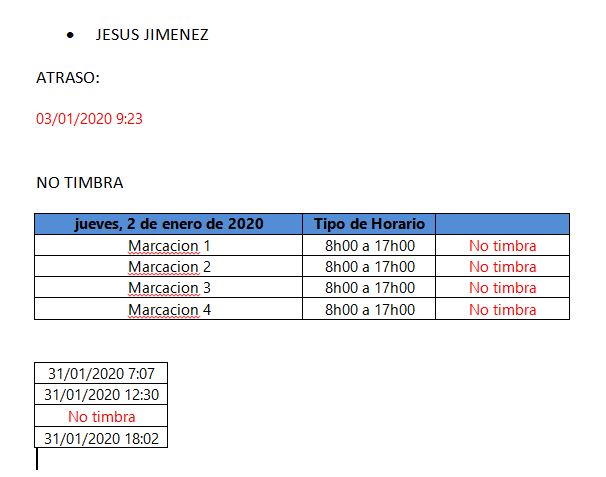 • JESUS JIMENEZ
ATRASO:
03/01/2020 9:23
NO TIMBRA
jueves, 2 de enero de 2020 Tipo de Horario
Marcacion 1 8h00 a 17h00 No timbra
Marcacion 2 8h00 a 17h00 No timbra
Marcacion 3 8h00 a 17h00 No timbra
Marcacion 4 8h00 a 17h00 No timbra
31/01/2020 7:07
31/01/2020 12:30
No timbra
31/01/2020 18:02